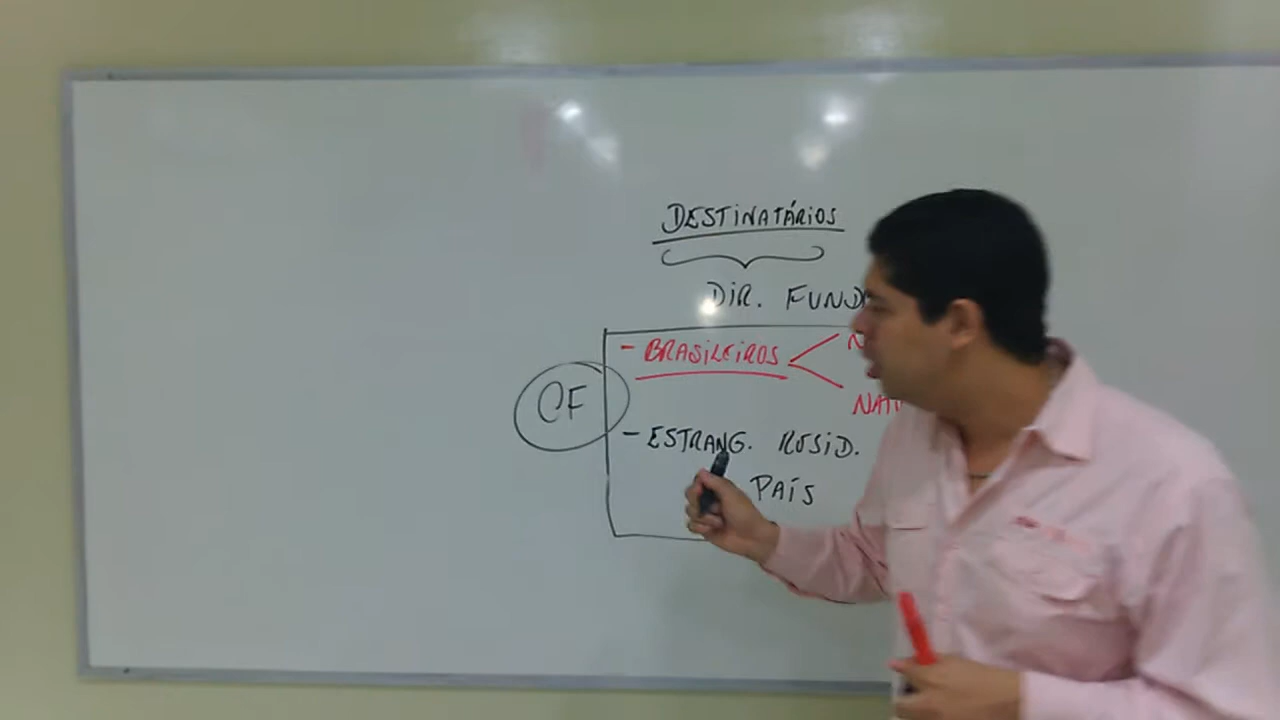 DESTINATÁRIOS
DIR. FUND
- BRASILEIROS
CF
- ESTRANG. RESID.
PAÍS